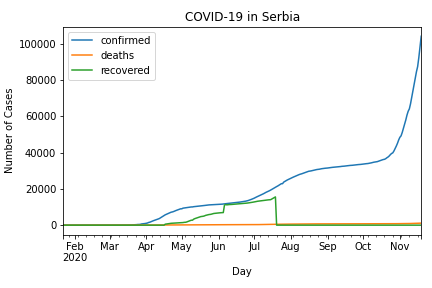 COVID-19 in Serbia
confirmed
deaths
recovered
Number of Cases
100000
80000
60000
40000
20000
0
Feb Mar Apr May Jun Jul Aug Sep Oct Nov
2020
Day